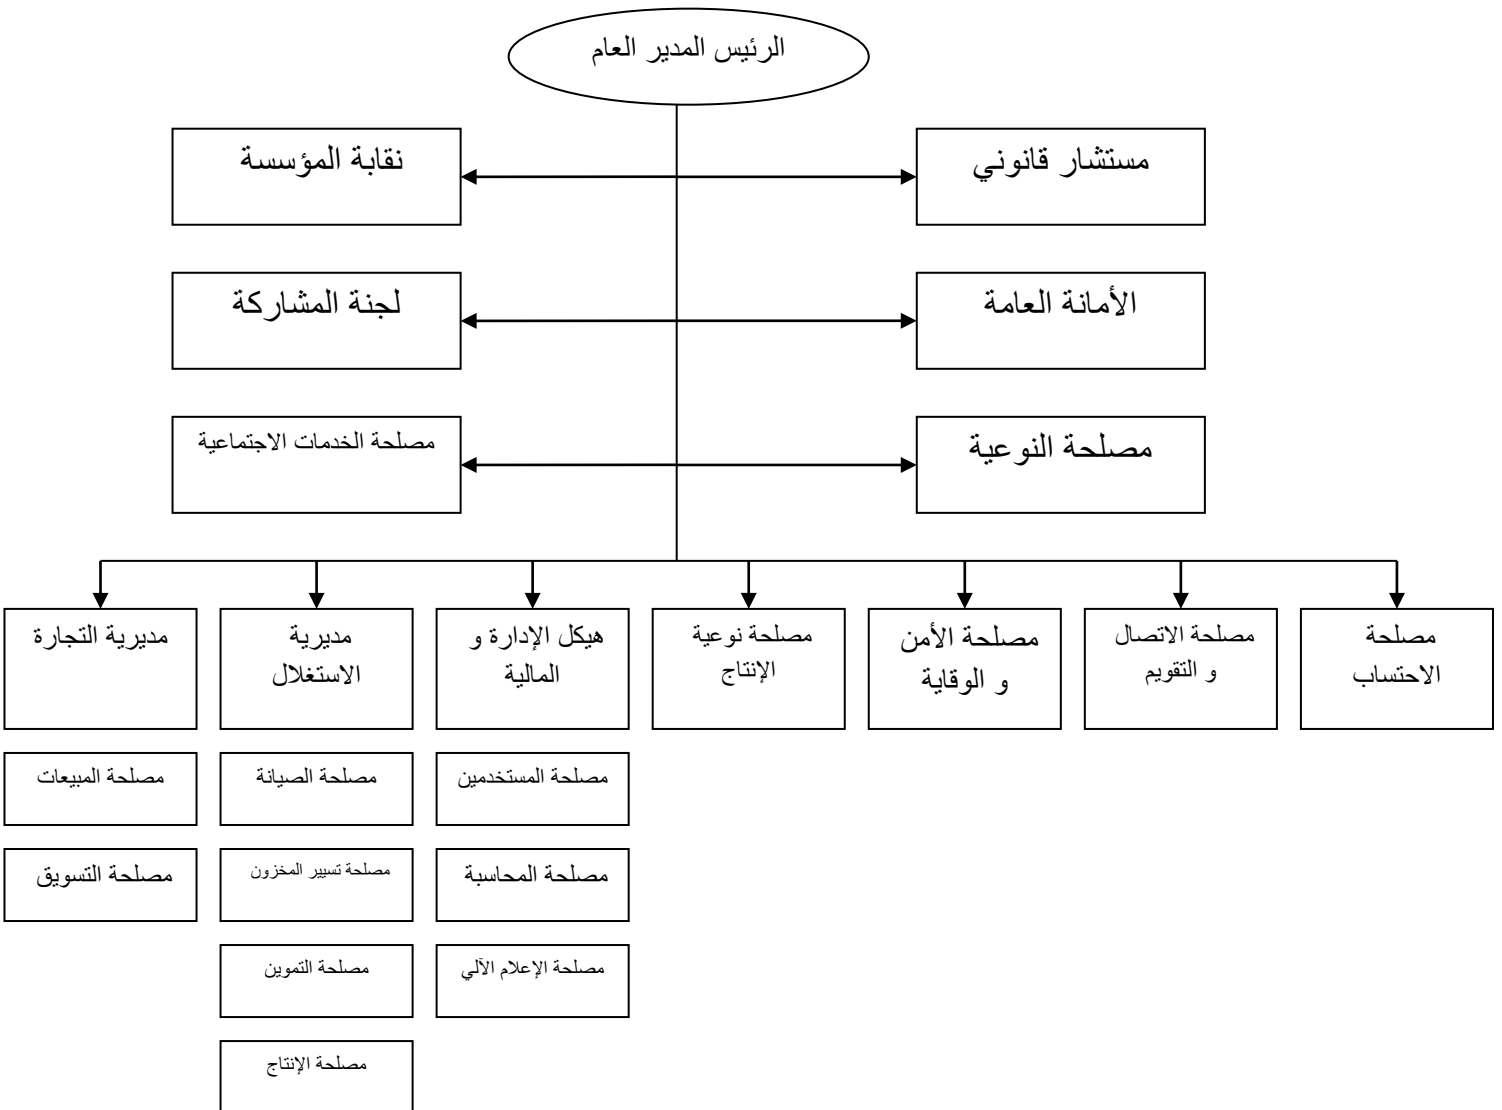 الرئيس المدير العام
مستشار قانوني
نقابة المؤسسة
الأمانة العامة
لجنة المشاركة
مصلحة النوعية
مصلحة الخدمات الاجتماعية
مصلحة
الاحتساب
مصلحة الاتصال
و التقويم
مصلحة الأمن
و الوقاية
مصلحة نوعية
الإنتاج
هيكل الإدارة و
المالية
مديرية
الاستغلال
مديرية التجارة
مصلحة المستخدمين
مصلحة الصيانة
مصلحة المبيعات
مصلحة المحاسبة
مصلحة تسيير المخزون
مصلحة التسويق
مصلحة الإعلام الآلي
مصلحة التموين
مصلحة الإنتاج